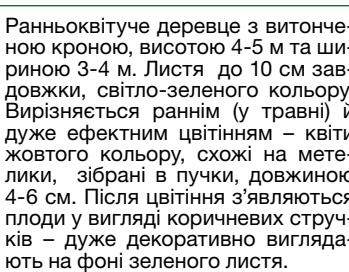 Ранньоквітуче деревце з витонче-
ною кроною, висотою 4-5 м та ши-
риною 3-4 м. Листя до 10 см зав-
довжки, світло-зеленого кольору
Вирізняється раннім (у травні) й
дуже ефектним цвітінням – квіти
жовтого кольору, схожі на мете-
лики, зібрані в пучки, довжиною
4-6 см. Після цвітіння з’являються
плоди у вигляді коричневих струч-
ків – дуже декоративно вигляда-
ють на фоні зеленого листя.